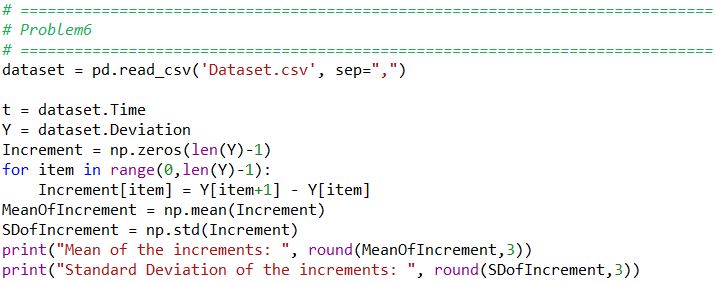 # ======================================================================
# Problem6
# ======================================================================
dataset = pd.read_csv('Dataset.csv', sep=",")
t = dataset.Time
Y = dataset.Deviation
Increment = np.zeros(len(Y)-1)
for item in range(0,len(Y)-1):
    Increment[item] = Y[item+1] - Y[item]
MeanOfIncrement = np.mean(Increment)
SDofIncrement = np.std(Increment)
print("Mean of the increments: ", round(MeanOfIncrement,3))
print("Standard Deviation of the increments: ", round(SDofIncrement,3))